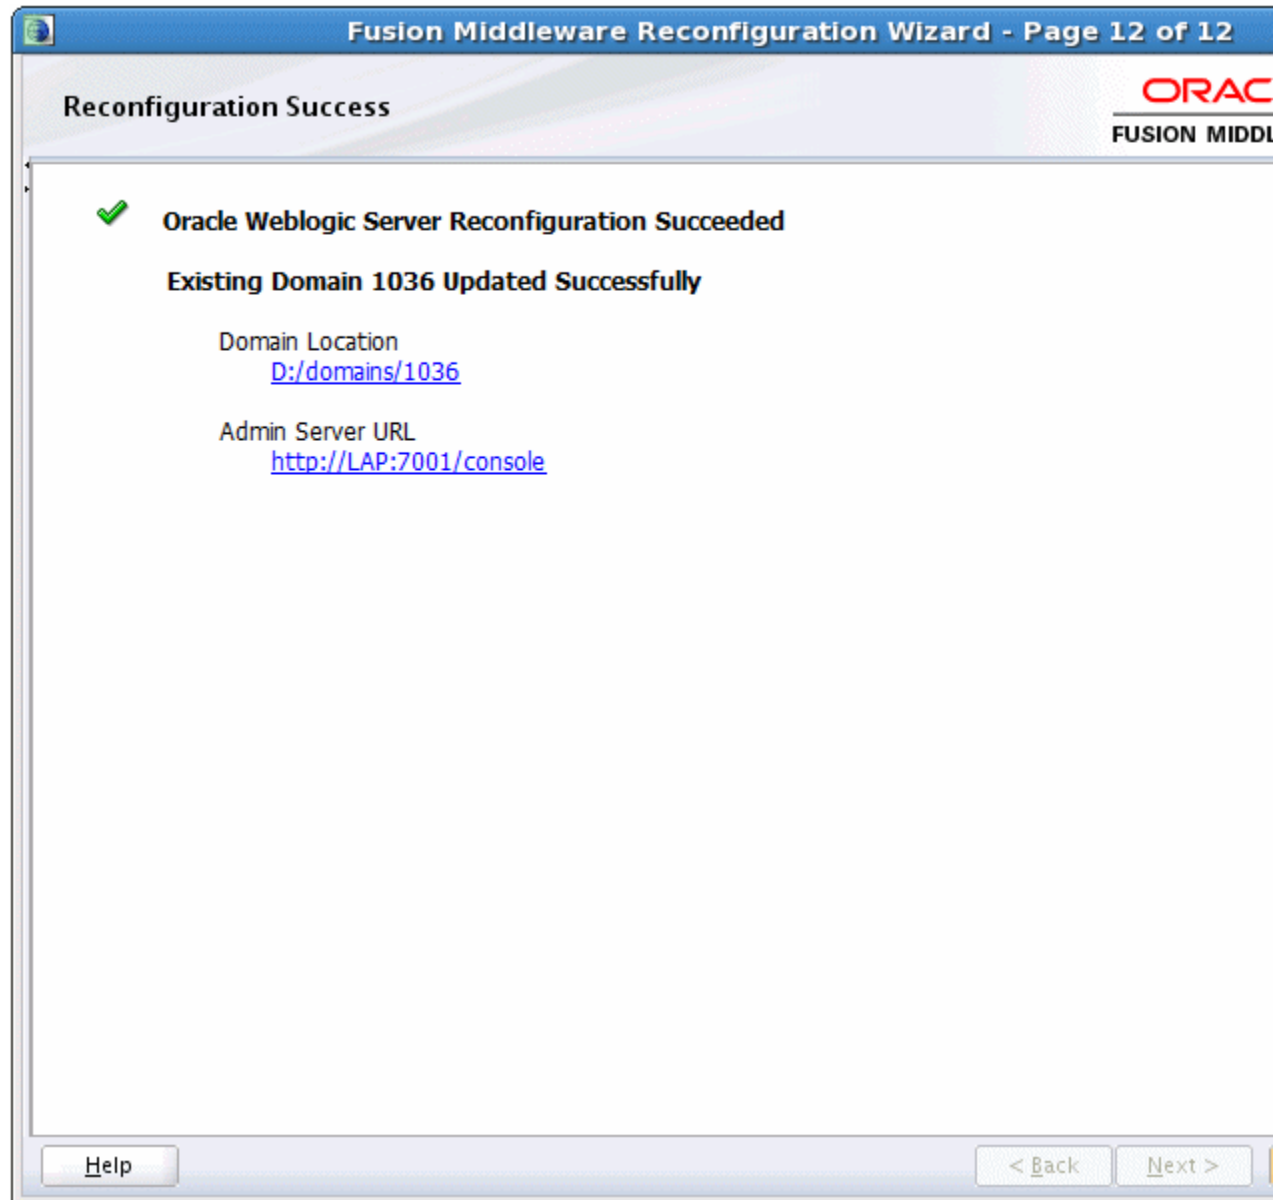 Fusion Middleware Reconfiguration Wizard - Page 12 of 12
Reconfiguration Success
ORAC
FUSION MIDDL
Oracle Weblogic Server Reconfiguration Succeeded
Existing Domain 1036 Updated Successfully
Domain Location
D:/domains/1036
Admin Server URL
http://LAP:7001/console
Help
< Back
Next >